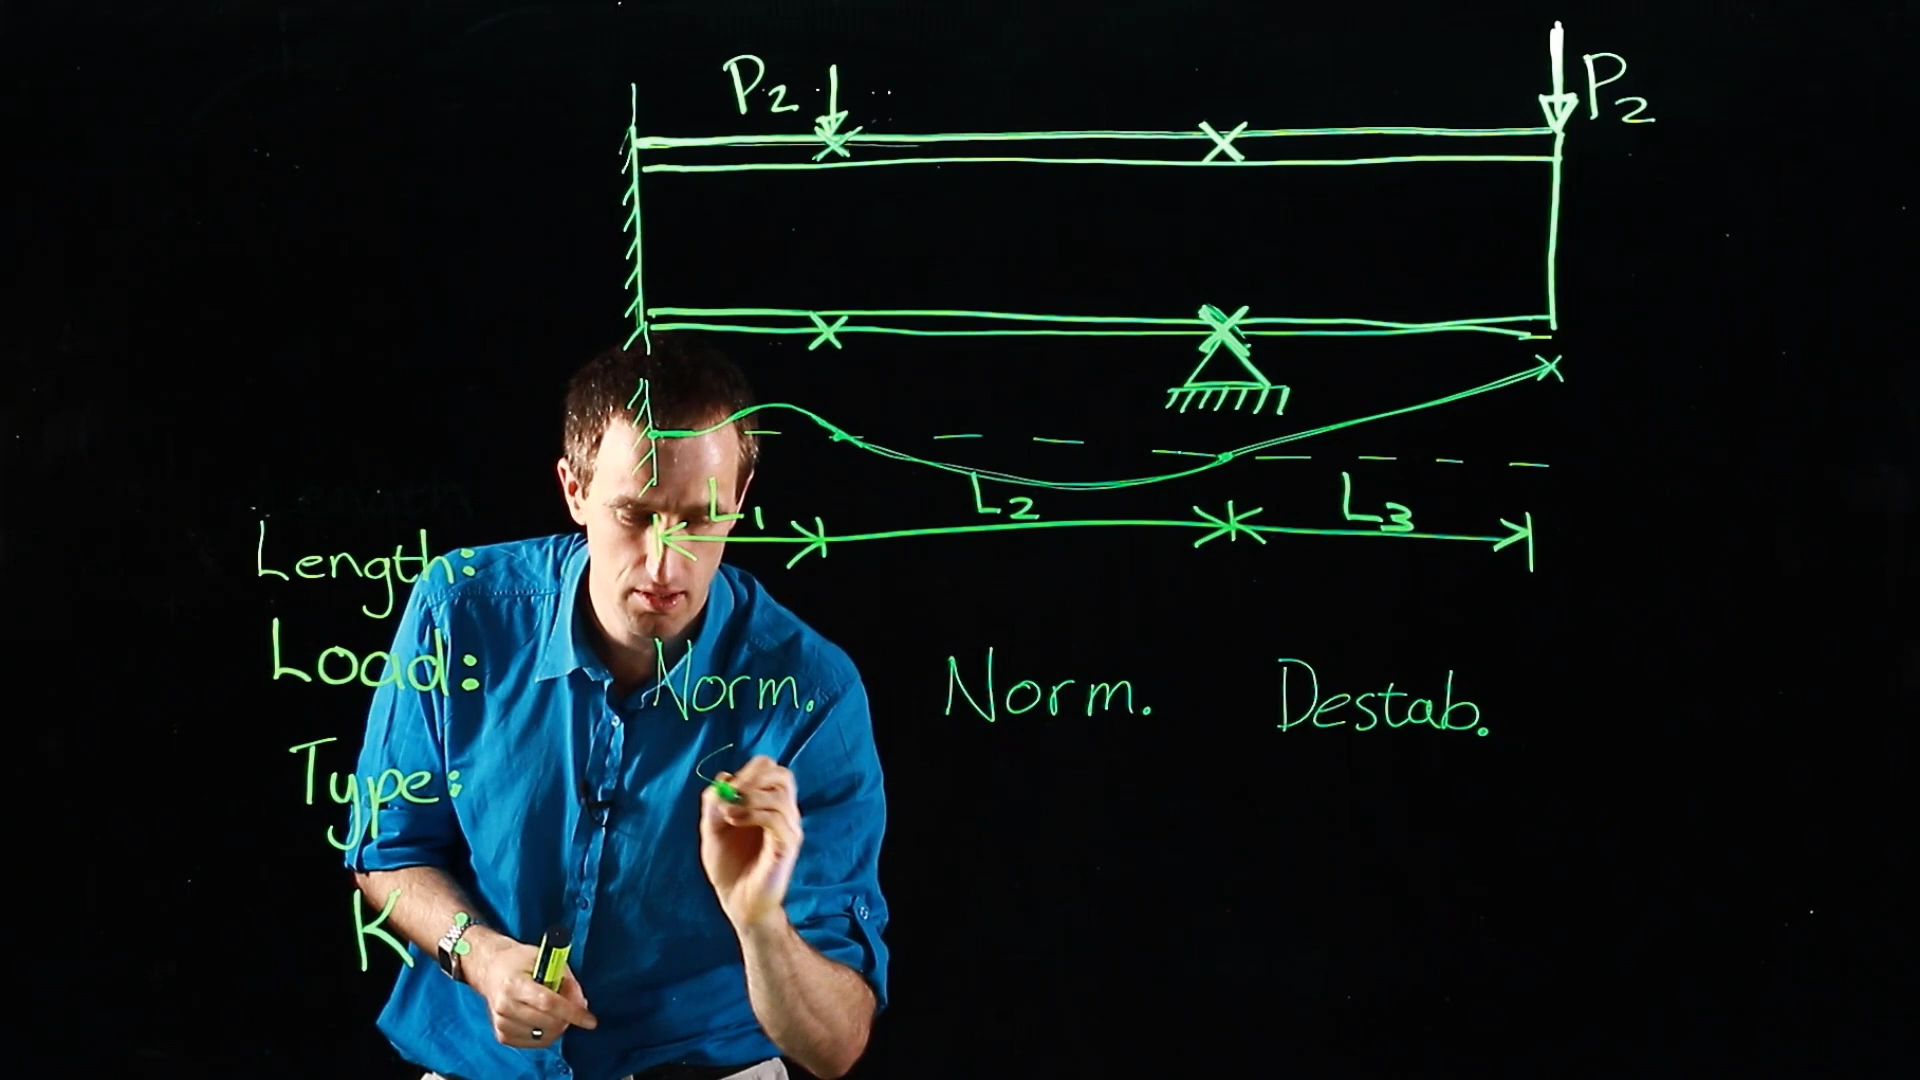 P2
P2
L1 L2 L3
Length:
Load: Norm. Norm. Destab.
Type:
K: